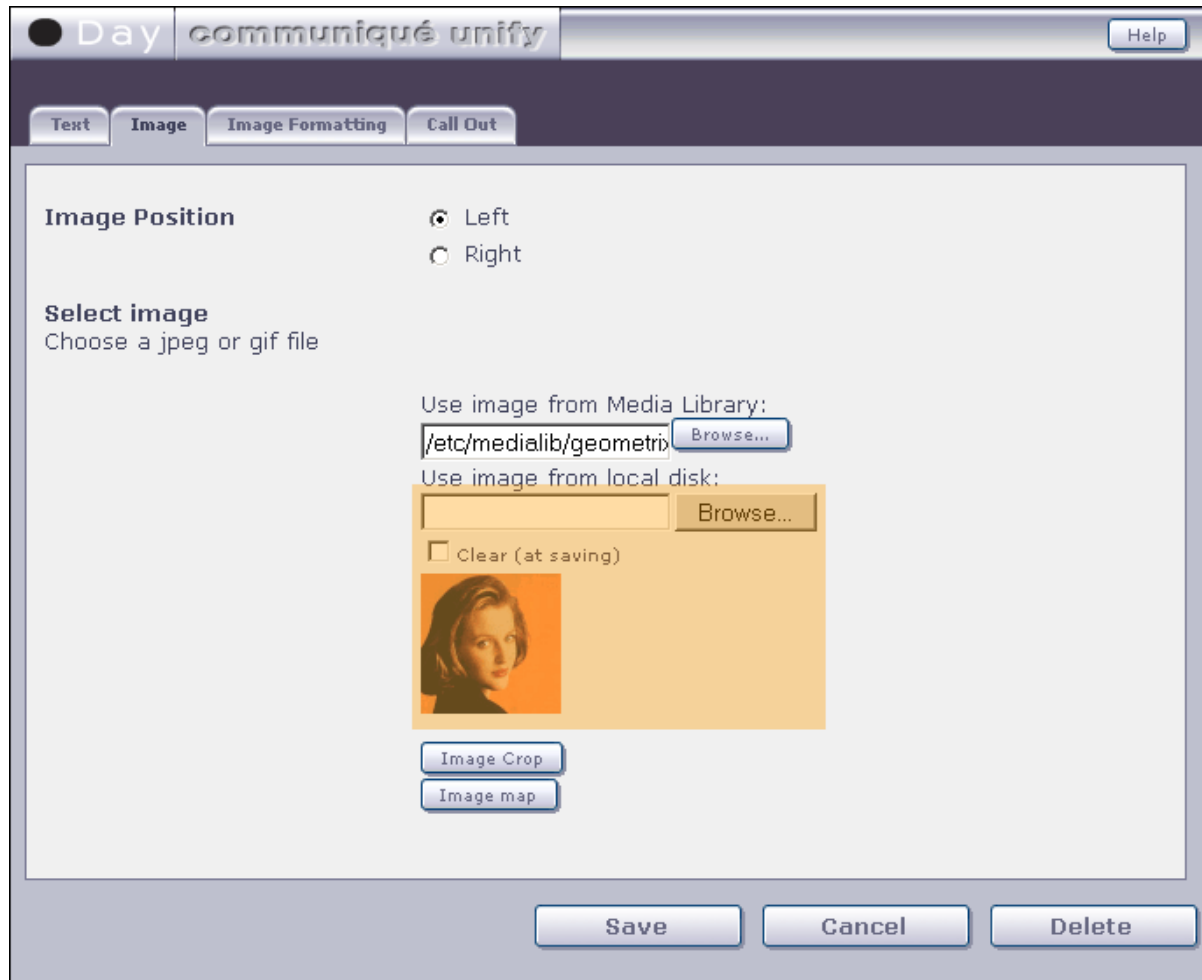 Day communiqué unify Help
Text Image Image Formatting Call Out
Image Position
Left
Right
Select image
Choose a jpeg or gif file
Use image from Media Library:
/etc/medialib/geometrix Browse...
Use image from local disk:
Browse...
Clear (at saving)
Image Crop
Image map
Save Cancel Delete